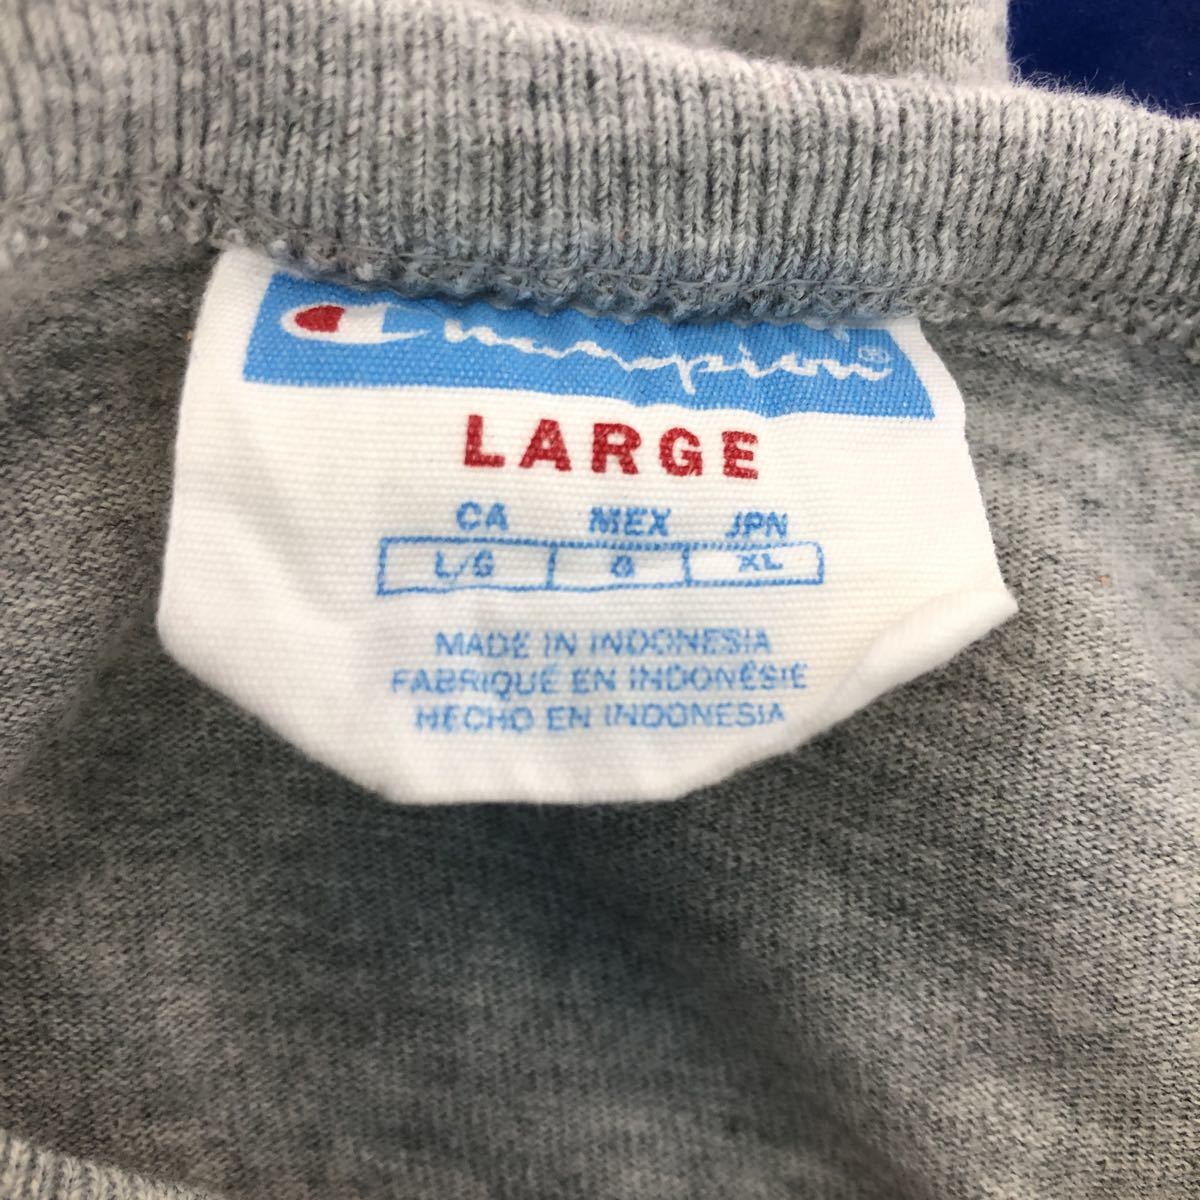 Champion®
LARGE
CA MEX JPN
L/G G XL
MADE IN INDONESIA
FABRIQUÉ EN INDONÉSIE
HECHO EN INDONESIA